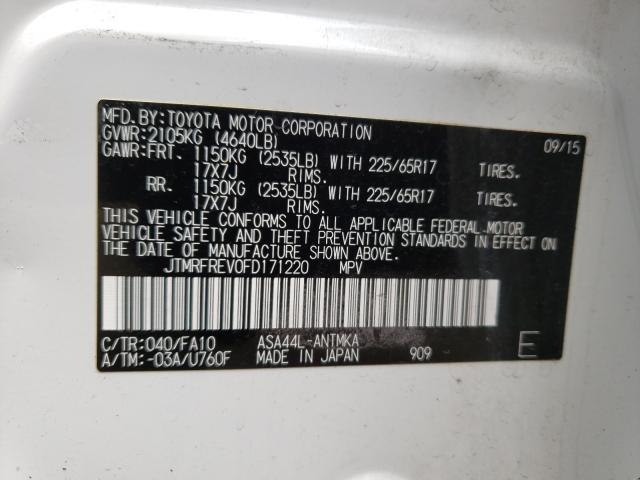 MFD.BY:TOYOTA MOTOR CORPORATION 09/15
GVWR:2105KG (4640LB)
GAWR:FRT. 1150KG (2535LB) WITH 225/65R17 TIRES.
17X7J RIMS.
RR. 1150KG (2535LB) WITH 225/65R17 TIRES.
17X7J RIMS.
THIS VEHICLE CONFORMS TO ALL APPLICABLE FEDERAL MOTOR
VEHICLE SAFETY AND THEFT PREVENTION STANDARDS IN EFFECT ON
THE DATE OF MANUFACTURE SHOWN ABOVE.
JTMRFREV0FD171220 MPV
C/TR:040/FA10 ASA44L-ANTMKA
A/TM:-03A/U760F MADE IN JAPAN 909 E